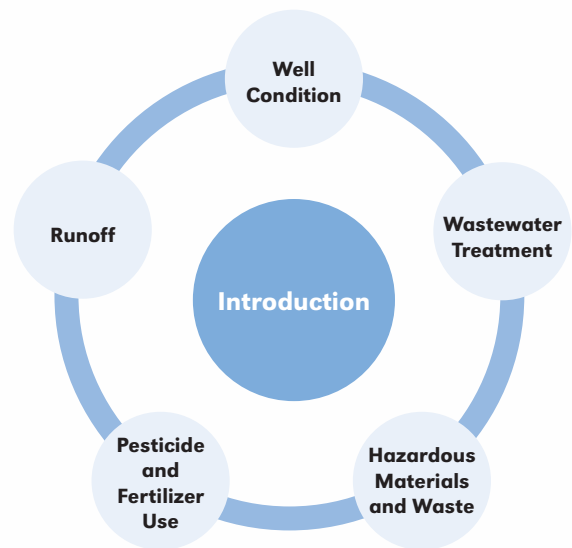 Well
Condition
Wastewater
Treatment
Hazardous
Materials
and Waste
Pesticide
and
Fertilizer
Use
Runoff
Introduction